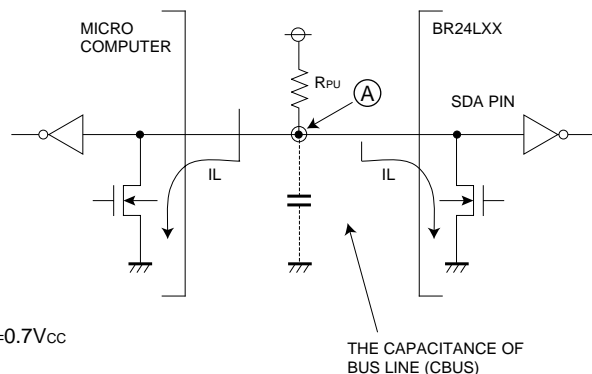 MICRO
COMPUTER
BR24LXX
RPU
A
SDA PIN
IL
IL
=0.7VCC
THE CAPACITANCE OF
BUS LINE (CBUS)